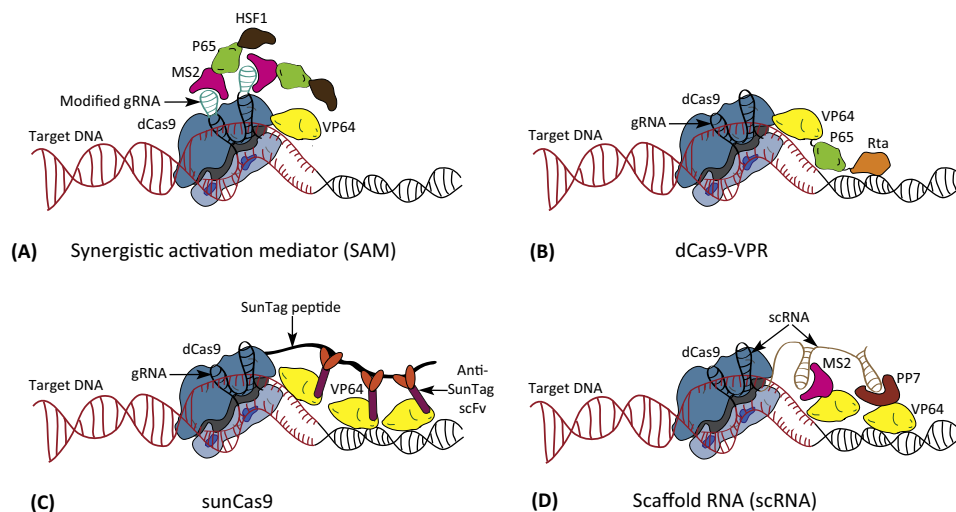 HSF1
P65
MS2
Modified gRNA
dCas9
VP64
Target DNA
(A) Synergistic activation mediator (SAM)
dCas9
gRNA
VP64
P65
Rta
Target DNA
(B) dCas9-VPR
SunTag peptide
dCas9
gRNA
Target DNA
VP64
Anti-
SunTag
scFv
(C) sunCas9
scRNA
dCas9
MS2
PP7
Target DNA
VP64
(D) Scaffold RNA (scRNA)